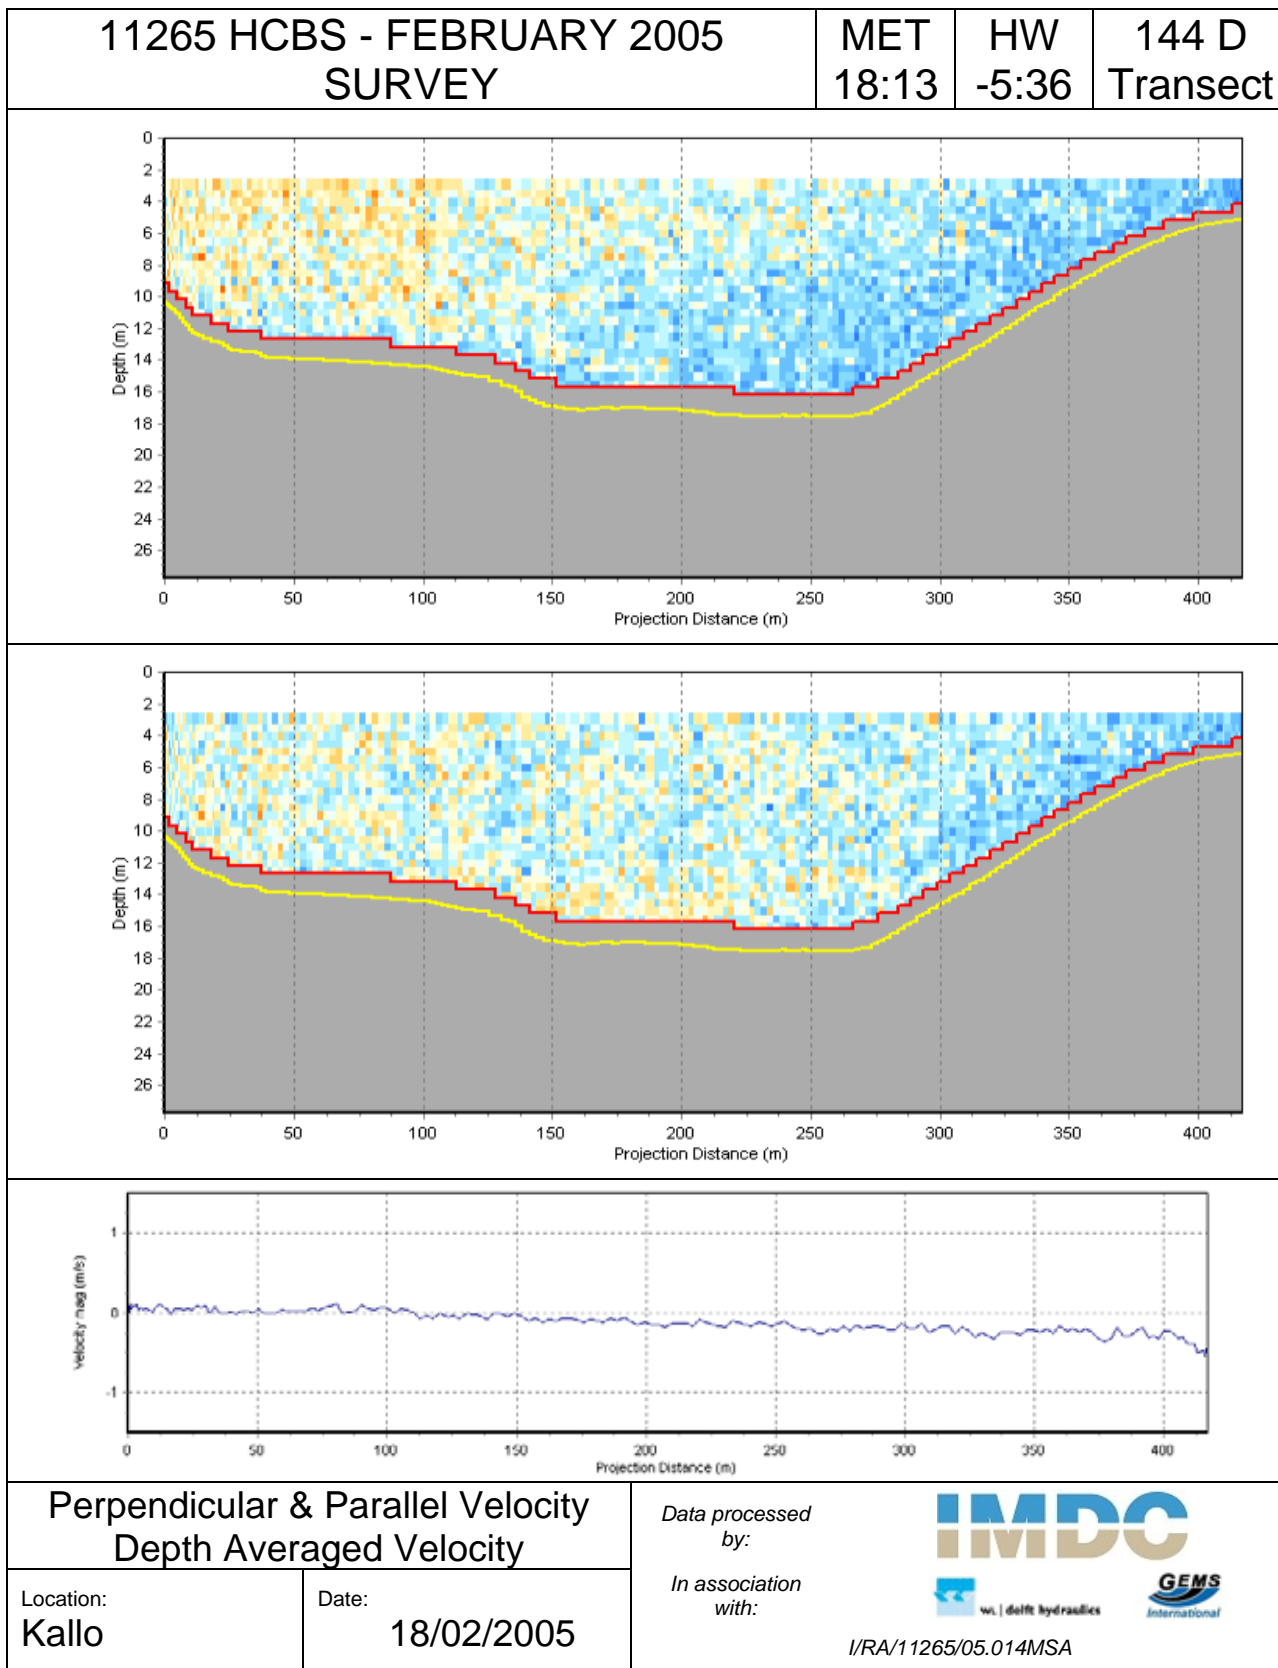 11265 HCBS - FEBRUARY 2005
SURVEY
MET
18:13
HW
-5:36
144 D
Transect
0
2
4
6
8
10
12
14
16
18
20
22
24
26
Depth (m)
0 50 100 150 200 250 300 350 400
Projection Distance (m)
0
2
4
6
8
10
12
14
16
18
20
22
24
26
Depth (m)
0 50 100 150 200 250 300 350 400
Projection Distance (m)
1
0
-1
Velocity mag (m/s)
0 50 100 150 200 250 300 350 400
Projection Distance (m)
Perpendicular & Parallel Velocity
Depth Averaged Velocity
Location:
Kallo
Date:
18/02/2005
Data processed
by:
In association
with:
IMDC
wl | delft hydraulics
GEMS
International
I/RA/11265/05.014MSA